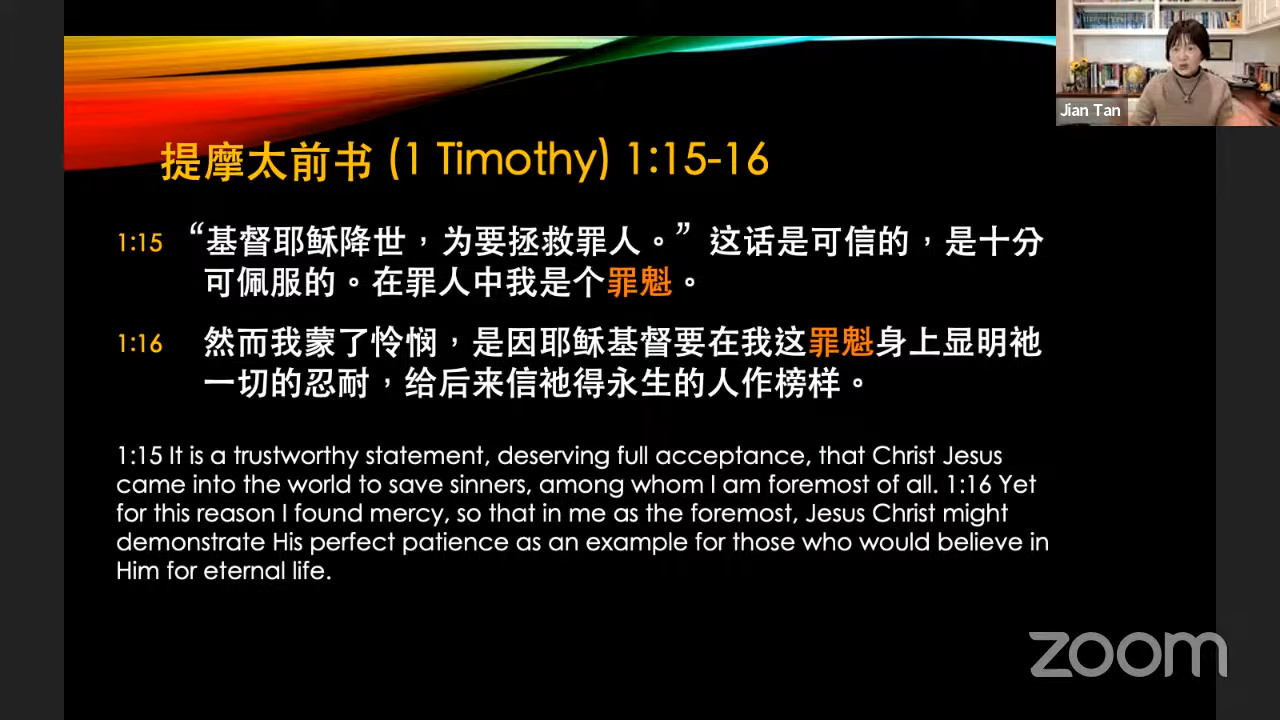 Jian Tan
提摩太前书 (1 Timothy) 1:15-16
1:15 “基督耶稣降世，为要拯救罪人。”这话是可信的，是十分
可佩服的。在罪人中我是个罪魁。
1:16 然而我蒙了怜悯，是因耶稣基督要在我这罪魁身上显明祂
一切的忍耐，给后来信祂得永生的人作榜样。
1:15 It is a trustworthy statement, deserving full acceptance, that Christ Jesus
came into the world to save sinners, among whom I am foremost of all. 1:16 Yet
for this reason I found mercy, so that in me as the foremost, Jesus Christ might
demonstrate His perfect patience as an example for those who would believe in
Him for eternal life.
zoom